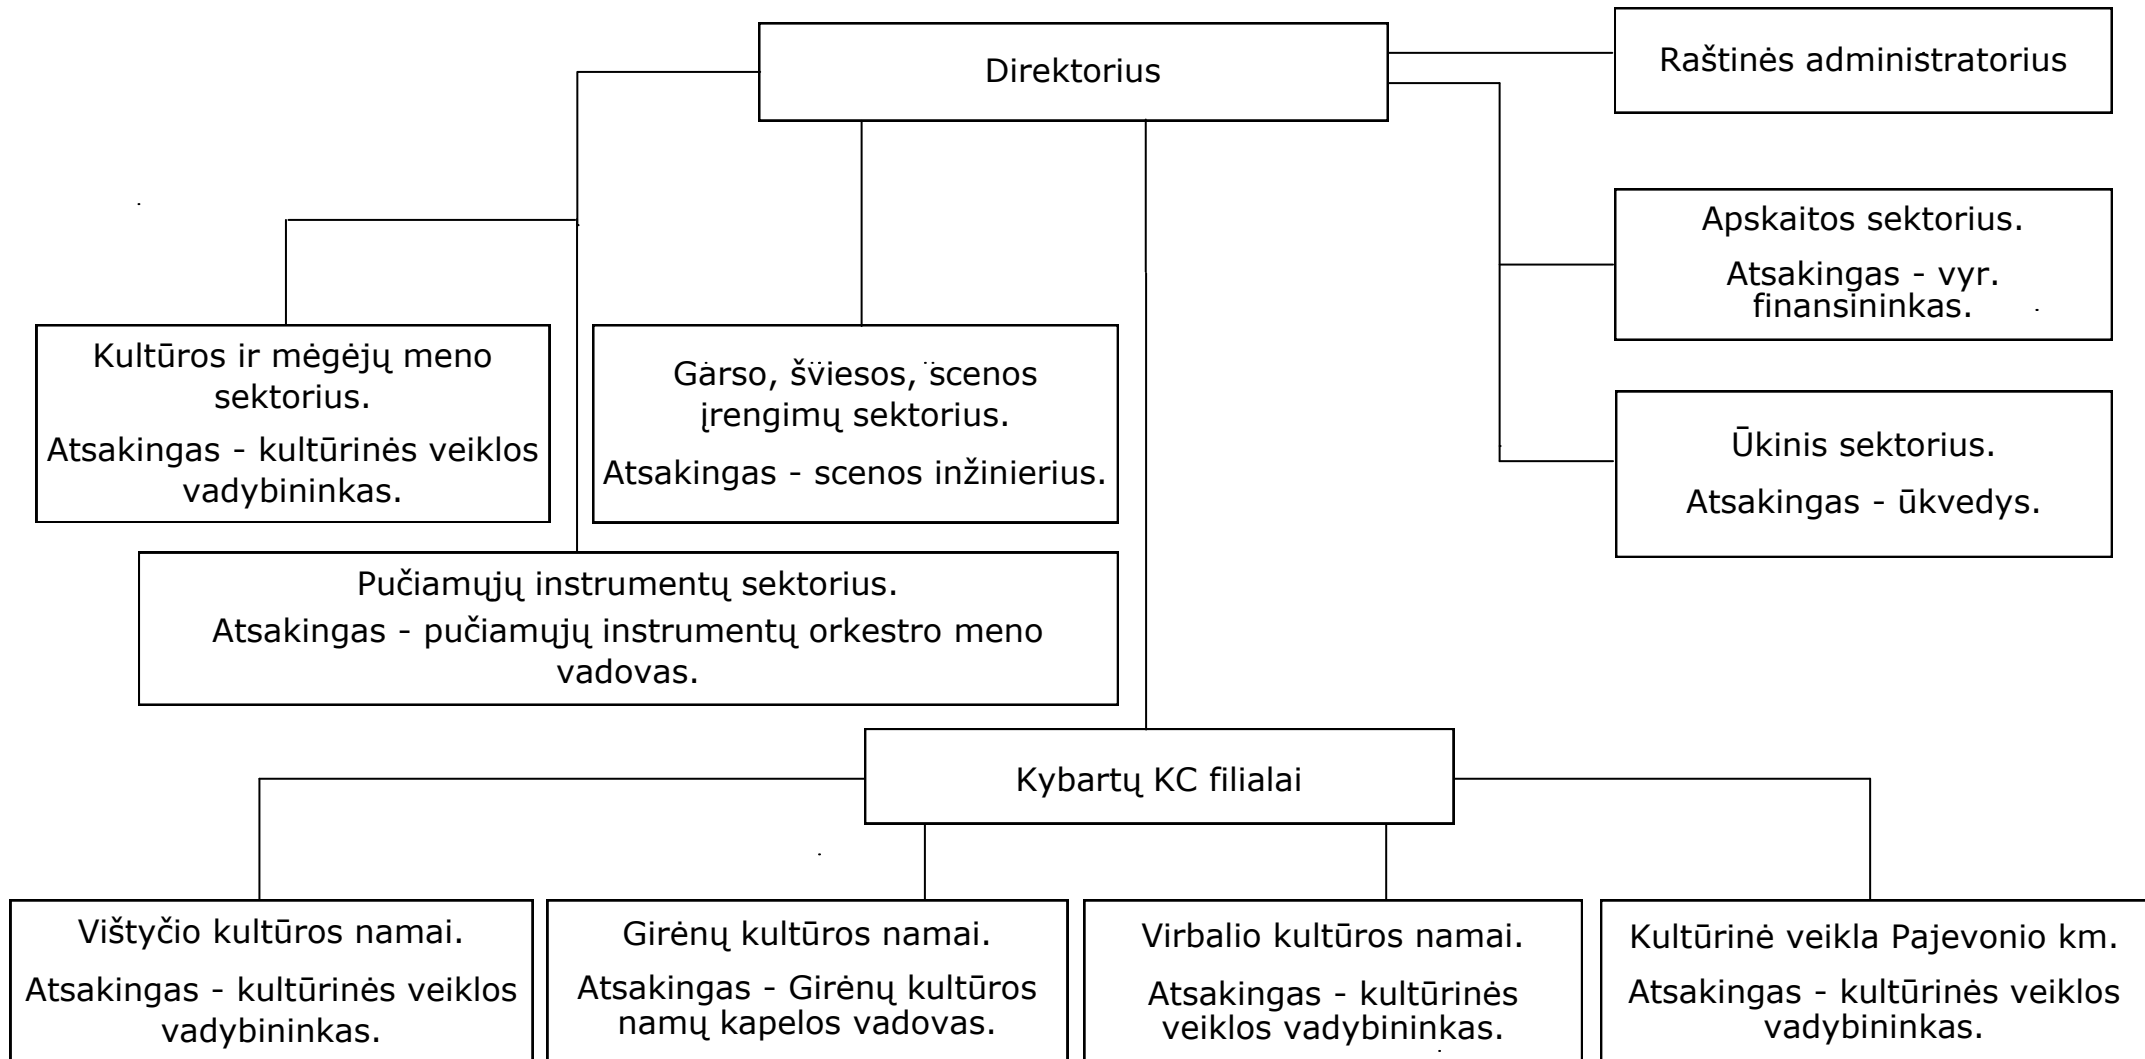 Direktorius
Raštinės administratorius
Apskaitos sektorius.
Atsakingas - vyr.
finansininkas.
Kultūros ir mėgėjų meno
sektorius.
Atsakingas - kultūrinės veiklos
vadybininkas.
Garso, šviesos, scenos
įrengimų sektorius.
Atsakingas - scenos inžinierius.
Ūkinis sektorius.
Atsakingas - ūkvedys.
Pučiamųjų instrumentų sektorius.
Atsakingas - pučiamųjų instrumentų orkestro meno
vadovas.
Kybartų KC filialai
Vištyčio kultūros namai.
Atsakingas - kultūrinės veiklos
vadybininkas.
Girėnų kultūros namai.
Atsakingas - Girėnų kultūros
namų kapelos vadovas.
Virbalio kultūros namai.
Atsakingas - kultūrinės
veiklos vadybininkas.
Kultūrinė veikla Pajevonio km.
Atsakingas - kultūrinės veiklos
vadybininkas.